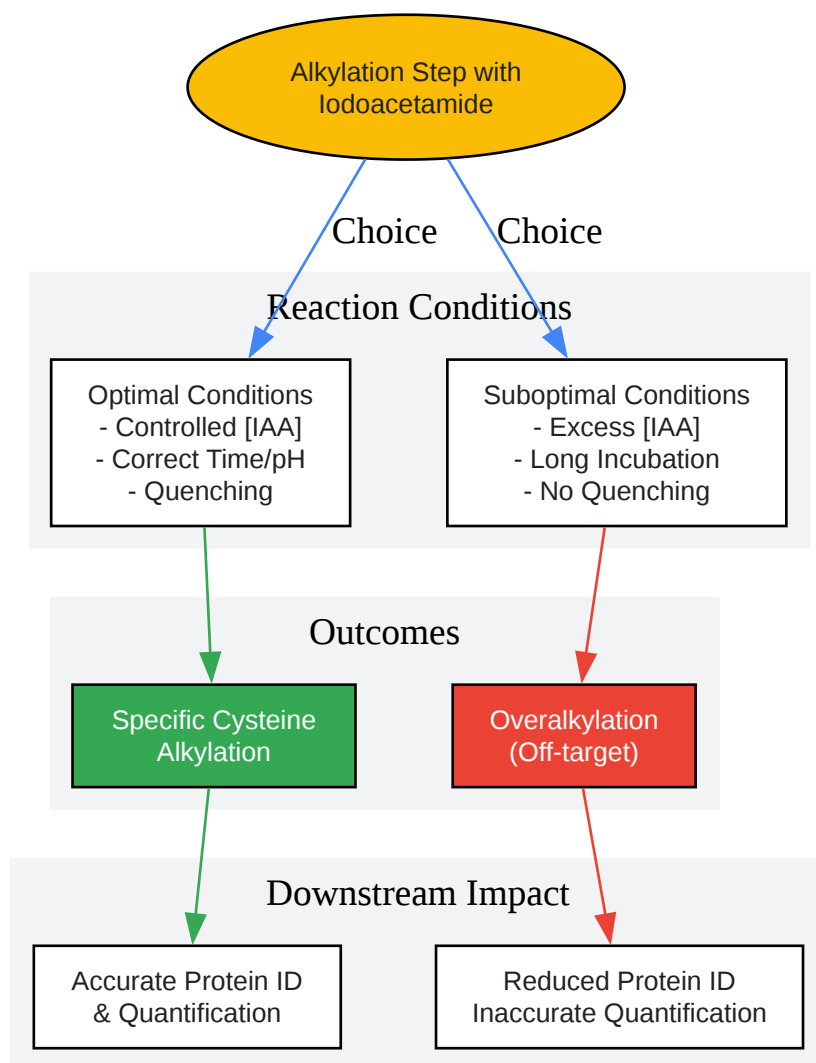 Alkylation Step with
Iodoacetamide
Choice
Choice
Reaction Conditions
Optimal Conditions
- Controlled [IAA]
- Correct Time/pH
- Quenching
Suboptimal Conditions
- Excess [IAA]
- Long Incubation
- No Quenching
Outcomes
Specific Cysteine
Alkylation
Overalkylation
(Off-target)
Downstream Impact
Accurate Protein ID
& Quantification
Reduced Protein ID
Inaccurate Quantification